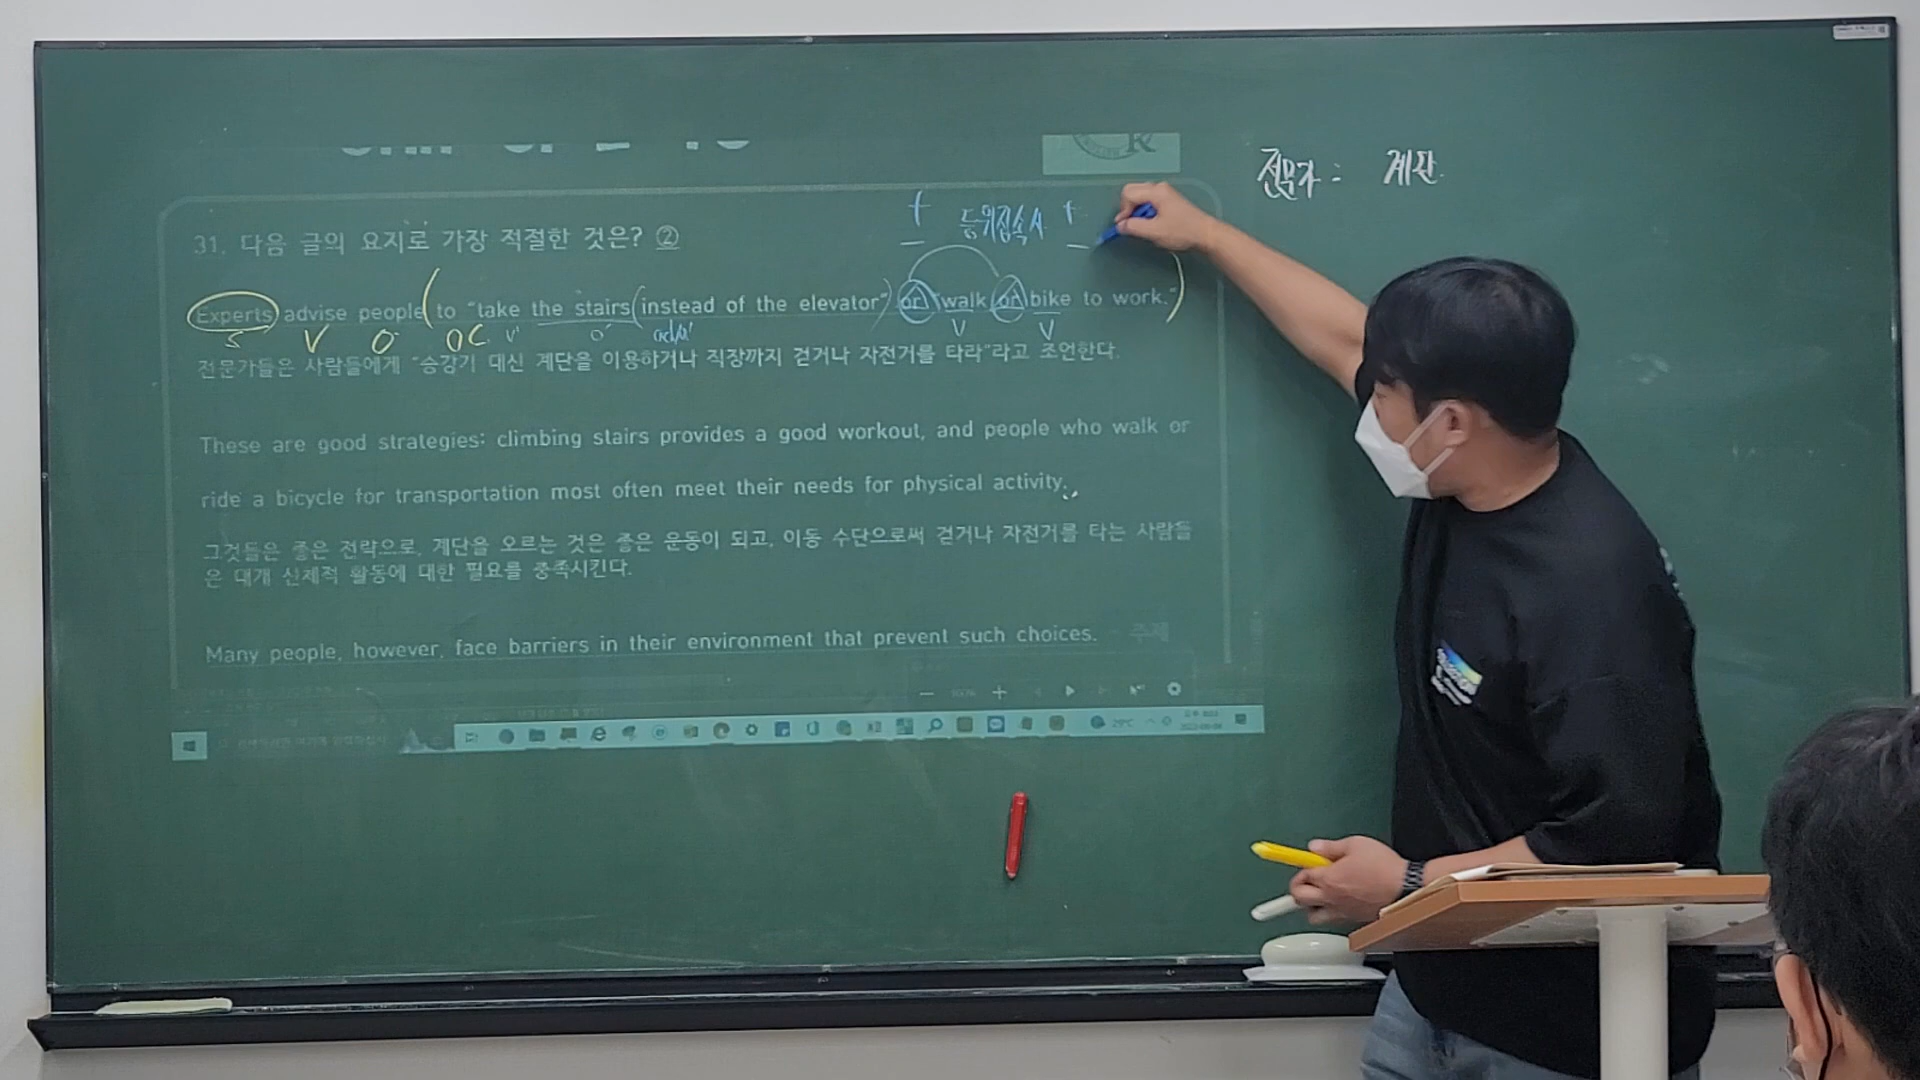 전문가 : 계단
+ 등위접속사 +
31. 다음 글의 요지로 가장 적절한 것은? ②
Experts advise people to "take the stairs instead of the elevator" or "walk or bike to work."
S V O OC V' O' V V
전문가들은 사람들에게 "승강기 대신 계단을 이용하거나 직장까지 걷거나 자전거를 타라"라고 조언한다.
These are good strategies: climbing stairs provides a good workout, and people who walk or
ride a bicycle for transportation most often meet their needs for physical activity.
그것들은 좋은 전략으로, 계단을 오르는 것은 좋은 운동이 되고, 이동 수단으로써 걷거나 자전거를 타는 사람들
은 대개 신체적 활동에 대한 필요를 충족시킨다.
Many people, however, face barriers in their environment that prevent such choices. 주제
29°C